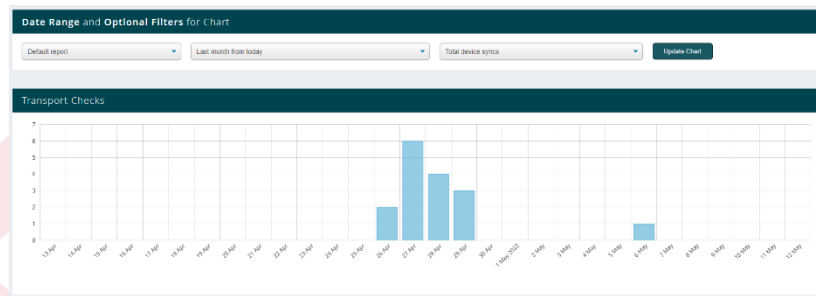 Date Range and Optional Filters for Chart
Default report Last month from today Total device syncs Update Chart
Transport Checks
7
6
5
4
3
2
1
0
13 Apr 14 Apr 15 Apr 16 Apr 17 Apr 18 Apr 19 Apr 20 Apr 21 Apr 22 Apr 23 Apr 24 Apr 25 Apr 26 Apr 27 Apr 28 Apr 29 Apr 30 Apr 1 May 2023 2 May 3 May 4 May 5 May 6 May 7 May 8 May 9 May 10 May 11 May 12 May